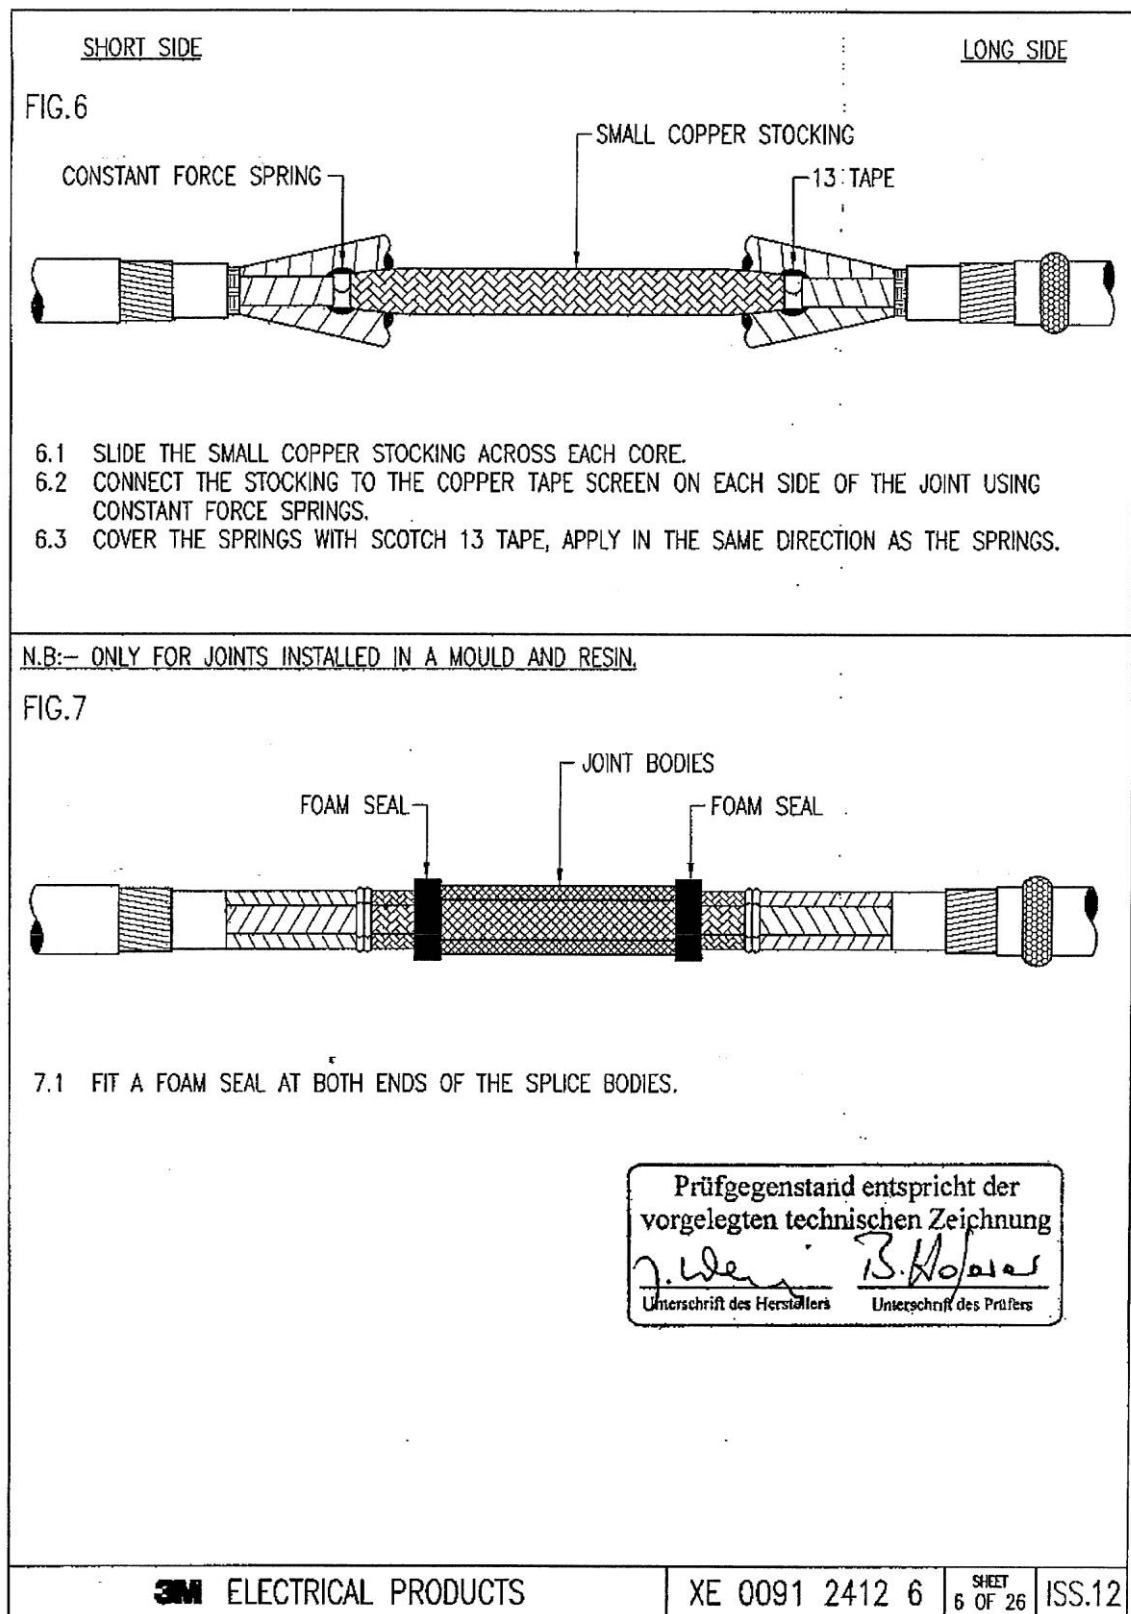 SHORT SIDE
LONG SIDE
FIG.6
SMALL COPPER STOCKING
CONSTANT FORCE SPRING
13 TAPE
6.1 SLIDE THE SMALL COPPER STOCKING ACROSS EACH CORE.
6.2 CONNECT THE STOCKING TO THE COPPER TAPE SCREEN ON EACH SIDE OF THE JOINT USING
CONSTANT FORCE SPRINGS.
6.3 COVER THE SPRINGS WITH SCOTCH 13 TAPE, APPLY IN THE SAME DIRECTION AS THE SPRINGS.
N.B:- ONLY FOR JOINTS INSTALLED IN A MOULD AND RESIN.
FIG.7
JOINT BODIES
FOAM SEAL
FOAM SEAL
7.1 FIT A FOAM SEAL AT BOTH ENDS OF THE SPLICE BODIES.
Prüfgegenstand entspricht der
vorgelegten technischen Zeichnung
Unterschrift des Herstellers
Unterschrift des Prüfers
3M ELECTRICAL PRODUCTS
XE 0091 2412 6
SHEET
6 OF 26
ISS.12